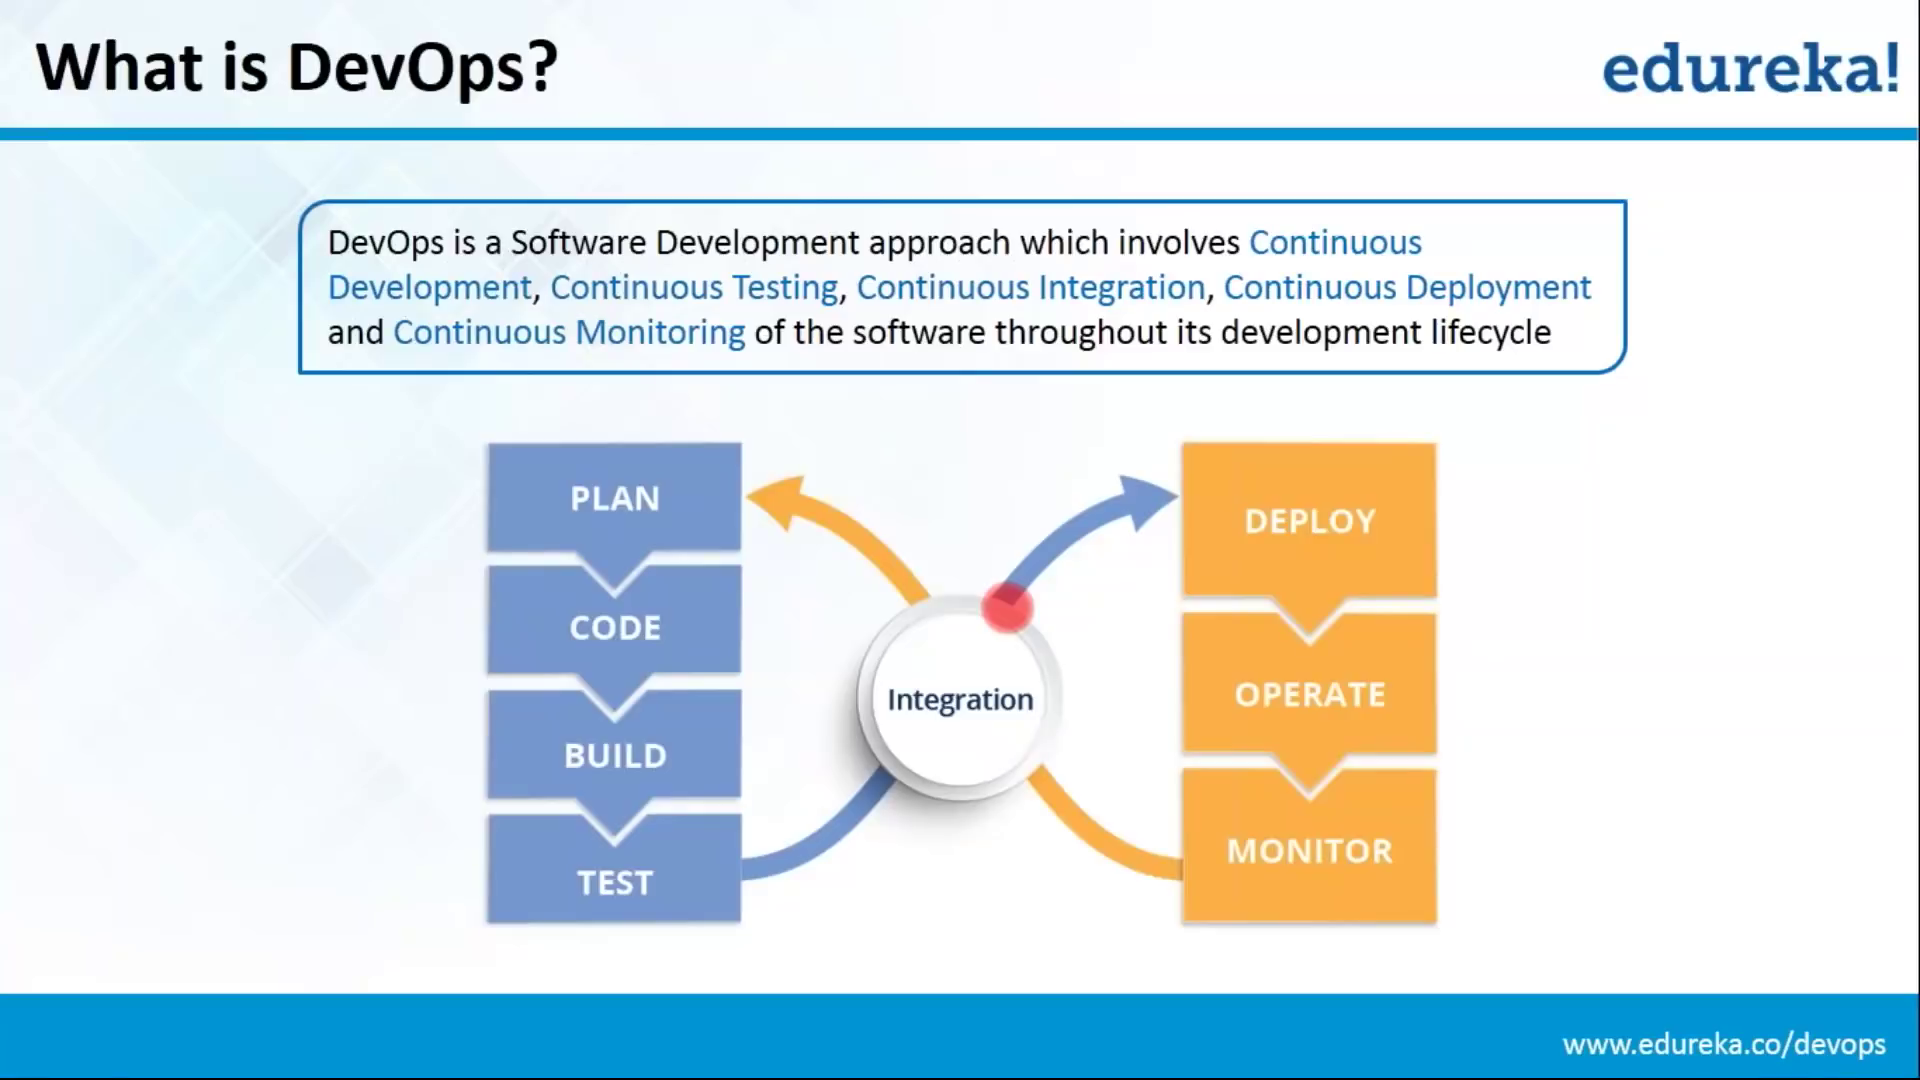 What is DevOps?
edureka!
DevOps is a Software Development approach which involves Continuous
Development, Continuous Testing, Continuous Integration, Continuous Deployment
and Continuous Monitoring of the software throughout its development lifecycle
PLAN
CODE
BUILD
TEST
Integration
DEPLOY
OPERATE
MONITOR
www.edureka.co/devops